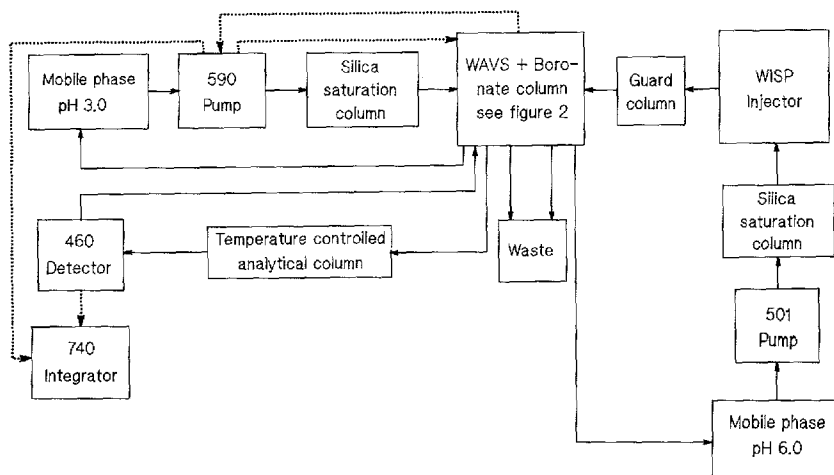 Mobile phase
pH 3.0
590
Pump
Silica
saturation
column
WAVS + Boro-
nate column
see figure 2
Guard
column
WISP
Injector
460
Detector
Temperature controlled
analytical column
Waste
Silica
saturation
column
740
Integrator
501
Pump
Mobile phase
pH 6.0